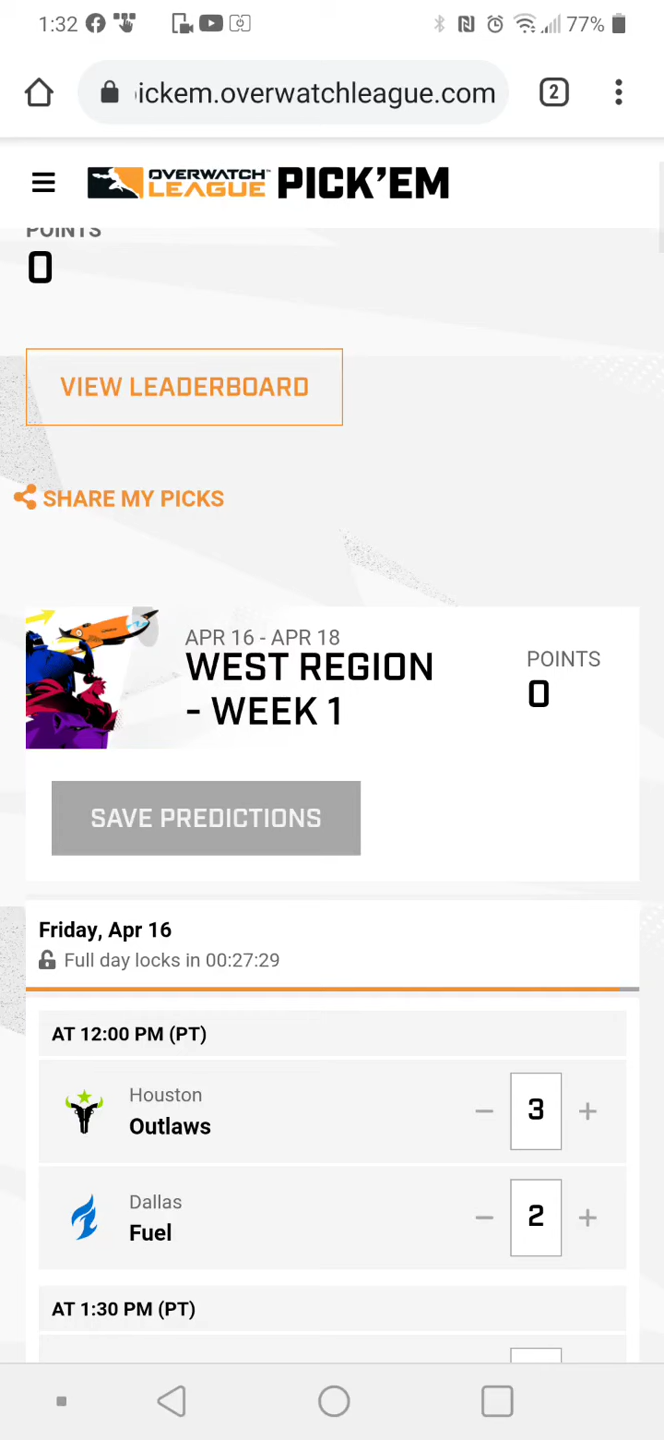 1:32 77%
ickem.overwatchleague.com 2
OVERWATCH
LEAGUE PICK'EM
POINTS
0
VIEW LEADERBOARD
SHARE MY PICKS
APR 16 - APR 18
WEST REGION
- WEEK 1
POINTS
0
SAVE PREDICTIONS
Friday, Apr 16
Full day locks in 00:27:29
AT 12:00 PM (PT)
Houston
Outlaws
− 3 +
Dallas
Fuel
− 2 +
AT 1:30 PM (PT)